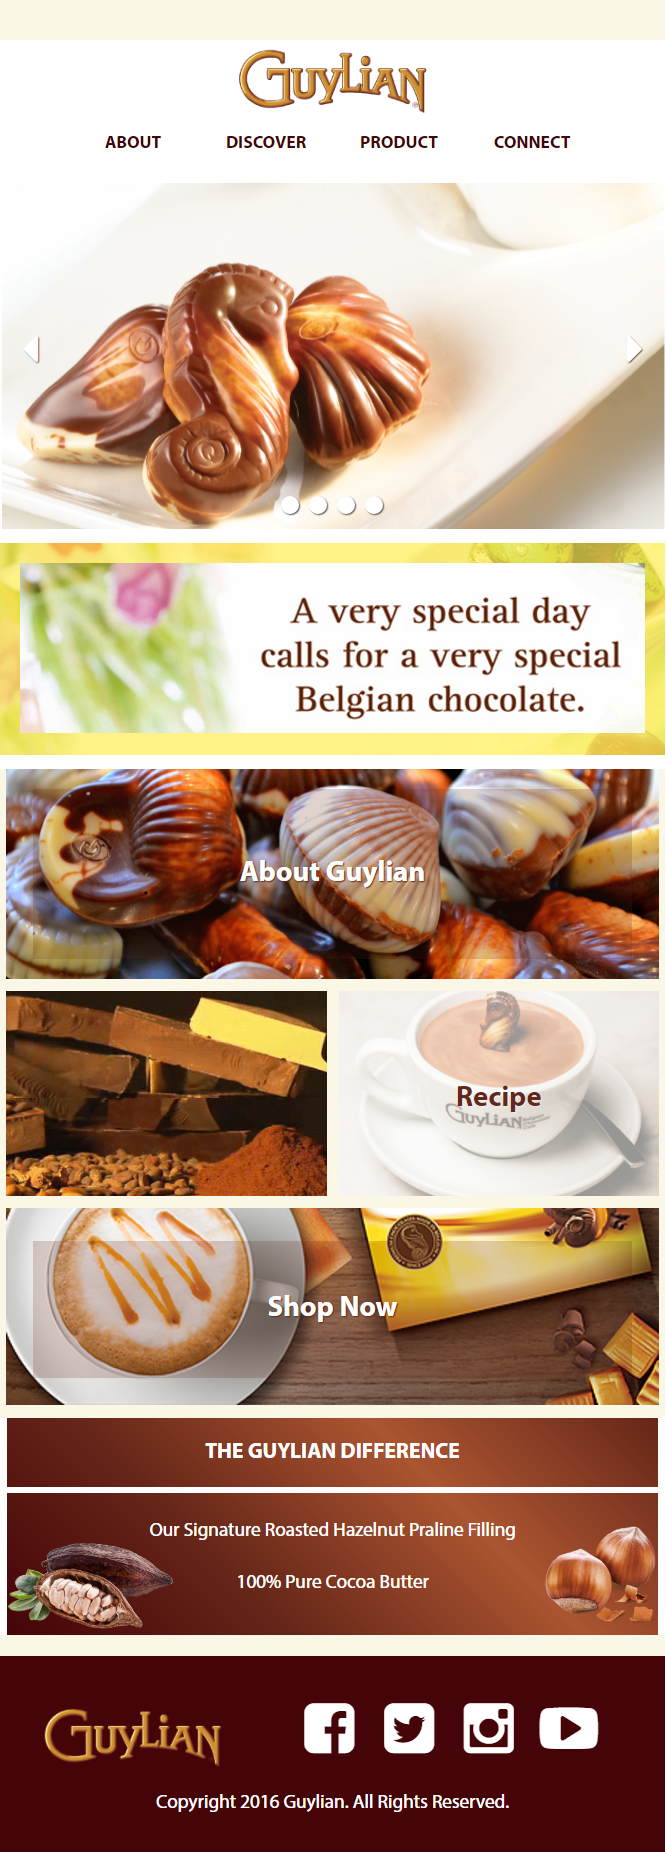 GUYLIAN
ABOUT DISCOVER PRODUCT CONNECT
A very special day
calls for a very special
Belgian chocolate.
About Guylian
Recipe
GUYLIAN
Shop Now
THE GUYLIAN DIFFERENCE
Our Signature Roasted Hazelnut Praline Filling
100% Pure Cocoa Butter
GUYLIAN
Copyright 2016 Guylian. All Rights Reserved.